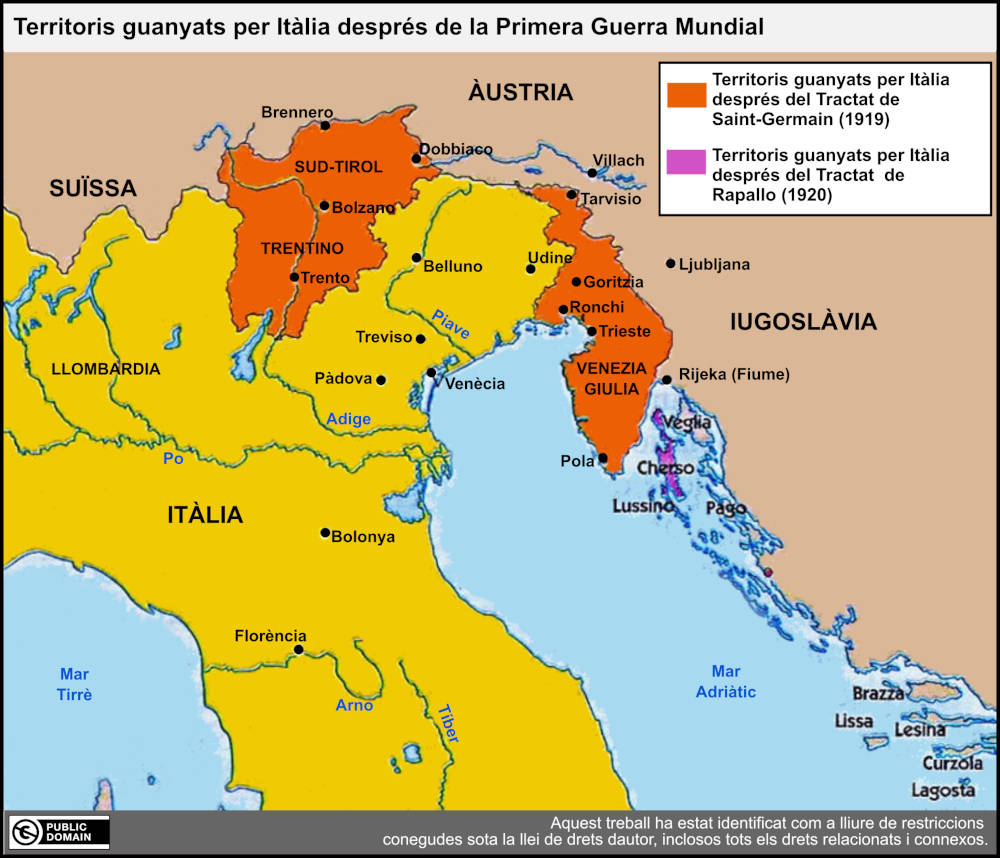 Territoris guanyats per Itàlia després de la Primera Guerra Mundial
Territoris guanyats per Itàlia
després del Tractat de
Saint-Germain (1919)
Territoris guanyats per Itàlia
després del Tractat de
Rapallo (1920)
ÀUSTRIA
Brennero
Dobbiaco
SUD-TIROL
Villach
SUÏSSA
Tarvisio
Bolzano
TRENTINO
Udine
Belluno
Ljubljana
Trento
Goritzia
Ronchi
IUGOSLÀVIA
Piave
Trieste
Treviso
LLOMBARDIA
VENEZIA
GIULIA
Pàdova
Venècia
Rijeka (Fiume)
Adige
Veglia
Po
Pola
Cherso
Lussino
Pago
ITÀLIA
Bolonya
Florència
Mar
Tirrè
Mar
Adriàtic
Arno
Tiber
Brazza
Lissa
Lesina
Curzola
Lagosta
PUBLIC
DOMAIN
Aquest treball ha estat identificat com a lliure de restriccions
conegudes sota la llei de drets dautor, inclosos tots els drets relacionats i connexos.